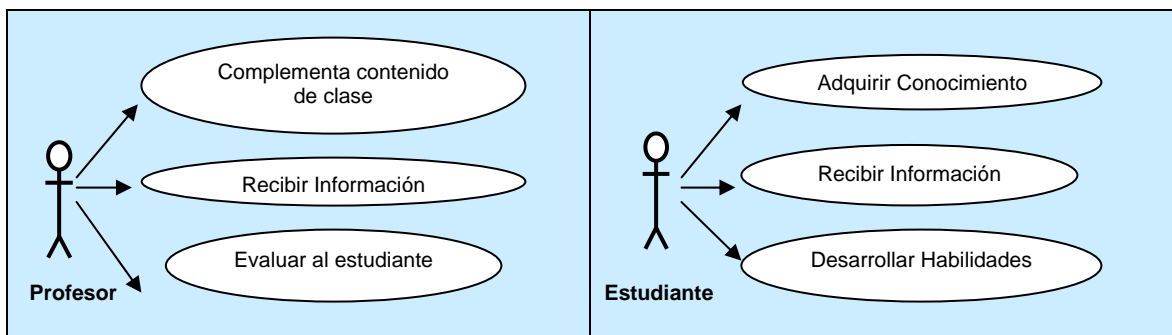 Complementa contenido
de clase
Recibir Información
Evaluar al estudiante
Profesor
Adquirir Conocimiento
Recibir Información
Desarrollar Habilidades
Estudiante